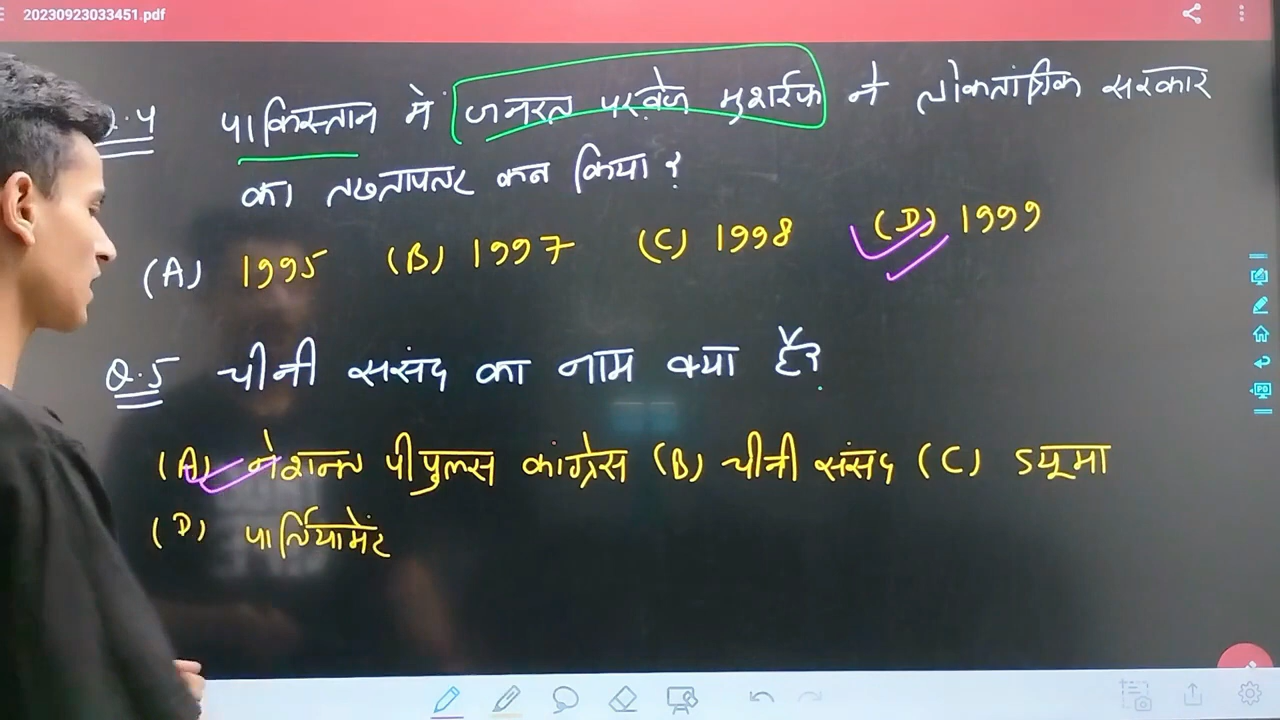 20230923033451.pdf
Q.4 पाकिस्तान में जनरल परवेज मुशर्रफ ने लोकतांत्रिक सरकार
का तख्तापलट कब किया?
(A) 1995 (B) 1997 (C) 1998 (D) 1999
Q.5 चीनी ससंद का नाम क्या है?
(A) नेशनल पीपुल्स कांग्रेस (B) चीनी संसद (C) ड्यूमा
(D) पार्लियामेंट